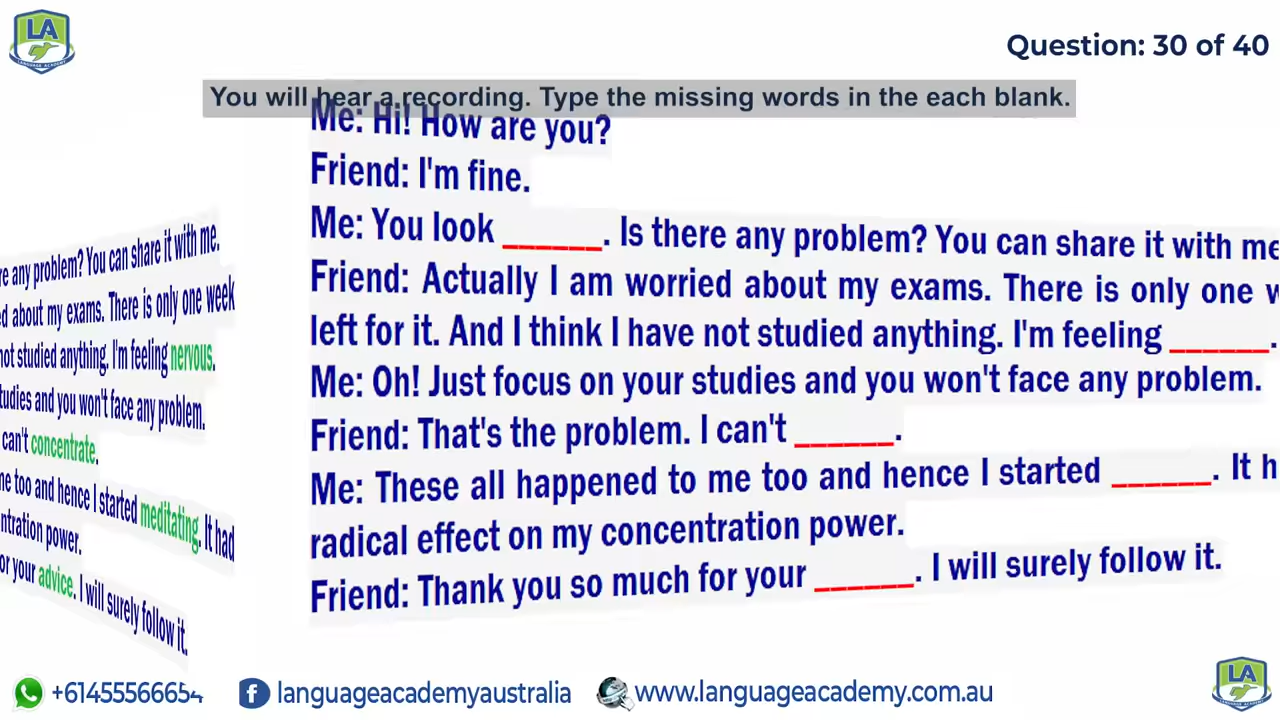 LA
LANGUAGE ACADEMY
Question: 30 of 40
You will hear a recording. Type the missing words in the each blank.
Me: Hi! How are you?
Friend: I'm fine.
Me: You look ______. Is there any problem? You can share it with me
Friend: Actually I am worried about my exams. There is only one w
left for it. And I think I have not studied anything. I'm feeling ______.
Me: Oh! Just focus on your studies and you won't face any problem.
Friend: That's the problem. I can't ______.
Me: These all happened to me too and hence I started ______. It h
radical effect on my concentration power.
Friend: Thank you so much for your ______. I will surely follow it.
re any problem? You can share it with me.
ed about my exams. There is only one week
not studied anything. I'm feeling nervous.
tudies and you won't face any problem.
can't concentrate.
me too and hence I started meditating. It had
ntration power.
or your advice. I will surely follow it.
+61455566654
languageacademyaustralia
www.languageacademy.com.au
LA